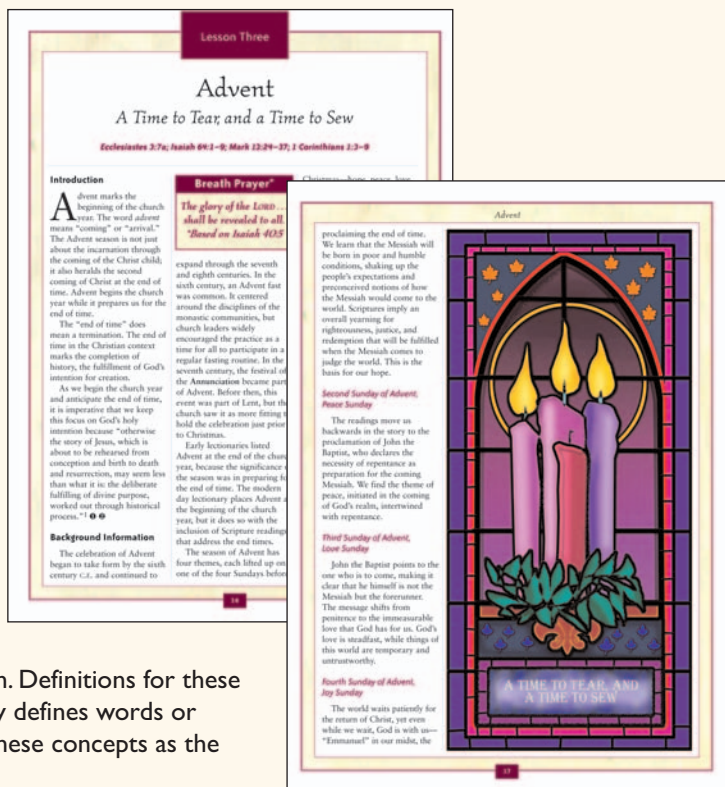 Lesson Three
Advent
A Time to Tear, and a Time to Sew
Ecclesiastes 3:7a; Isaiah 64:1–9; Mark 13:24–37; 1 Corinthians 1:3–9
Introduction
Advent marks the
beginning of the church
year. The word advent
means “coming” or “arrival.”
The Advent season is not just
about the incarnation through
the coming of the Christ child;
it also heralds the second
coming of Christ at the end of
time. Advent begins the church
year while it prepares us for the
end of time.
The “end of time” does
mean a termination. The end of
time in the Christian context
marks the completion of
history, the fulfillment of God’s
intention for creation.
As we begin the church year
and anticipate the end of time,
it is imperative that we keep
this focus on God’s holy
intention because “otherwise
the story of Jesus, which is
about to be rehearsed from
conception and birth to death
and resurrection, may seem less
than what it is: the deliberate
fulfilling of divine purpose,
worked out through historical
process.”1 ❶ ❷
Background Information
The celebration of Advent
began to take form by the sixth
century C.E. and continued to
Breath Prayer*
The glory of the LORD . . .
shall be revealed to all.
*Based on Isaiah 40:5
expand through the seventh
and eighth centuries. In the
sixth century, an Advent fast
was common. It centered
around the disciplines of the
monastic communities, but
church leaders widely
encouraged the practice as a
time for all to participate in a
regular fasting routine. In the
seventh century, the festival of
the Annunciation became part
of Advent. Before then, this
event was part of Lent, but the
church saw it as more fitting
hold the celebration just prior
to Christmas.
Early lectionaries listed
Advent at the end of the church
year, because the significance
the season was in preparing
the end of time. The modern
day lectionary places Advent
the beginning of the church
year, but it does so with the
inclusion of Scripture readings
that address the end times.
The season of Advent has
four themes, each lifted up on
one of the four Sundays before
Christmas—hope, peace, love,
14
Advent
proclaiming the end of time.
We learn that the Messiah will
be born in poor and humble
conditions, shaking up the
people’s expectations and
preconceived notions of how
the Messiah would come to the
world. Scriptures imply an
overall yearning for
righteousness, justice, and
redemption that will be fulfilled
when the Messiah comes to
judge the world. This is the
basis for our hope.
Second Sunday of Advent,
Peace Sunday
The readings move us
backwards in the story to the
proclamation of John the
Baptist, who declares the
necessity of repentance as
preparation for the coming
Messiah. We find the theme of
peace, initiated in the coming
of God’s realm, intertwined
with repentance.
Third Sunday of Advent,
Love Sunday
John the Baptist points to the
one who is to come, making it
clear that he himself is not the
Messiah but the forerunner.
The message shifts from
penitence to the immeasurable
love that God has for us. God’s
love is steadfast, while things of
this world are temporary and
untrustworthy.
Fourth Sunday of Advent,
Joy Sunday
The world waits patiently for
the return of Christ, yet even
while we wait, God is with us—
“Emmanuel” in our midst, the
A TIME TO TEAR, AND
A TIME TO SEW
17
n. Definitions for these
y defines words or
hese concepts as the